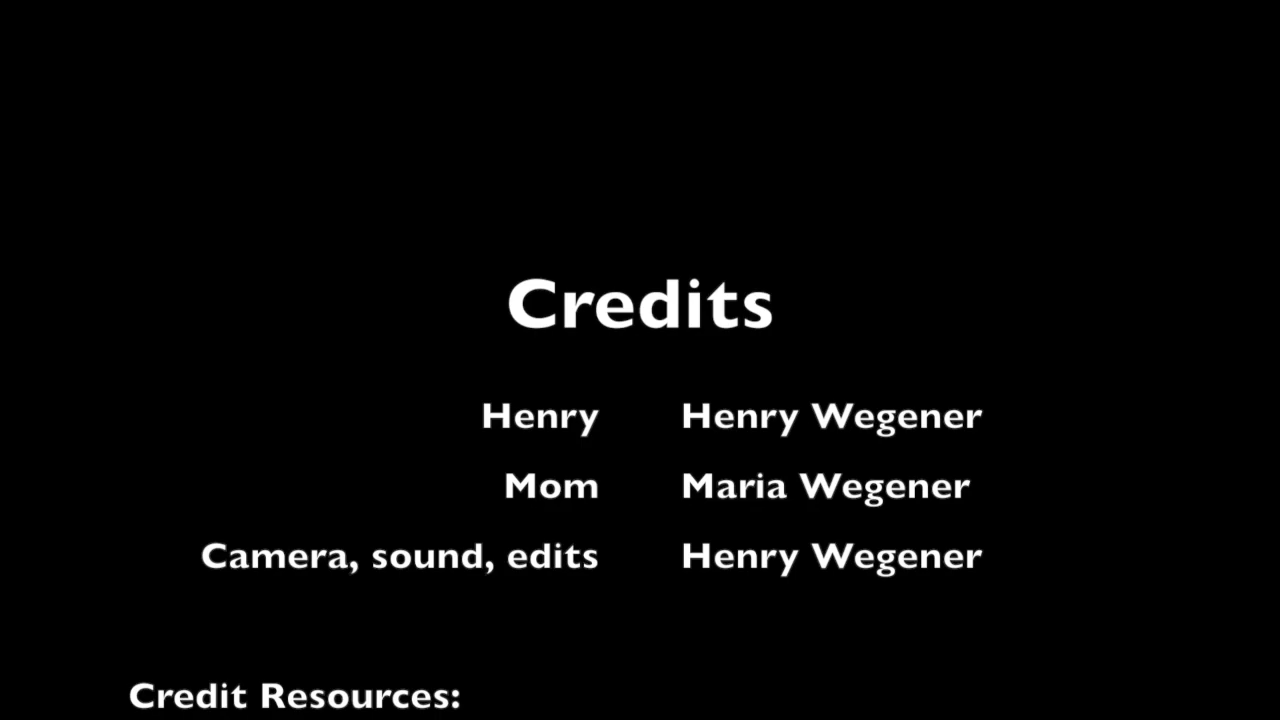 Credits
Henry Henry Wegener
Mom Maria Wegener
Camera, sound, edits Henry Wegener
Credit Resources: